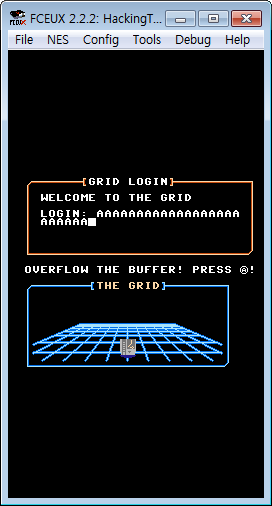 FCEUX 2.2.2: HackingT...
File NES Config Tools Debug Help
[GRID LOGIN]
WELCOME TO THE GRID
LOGIN: AAAAAAAAAAAAAAAAAA
AAAAAA
OVERFLOW THE BUFFER! PRESS @!
[THE GRID]